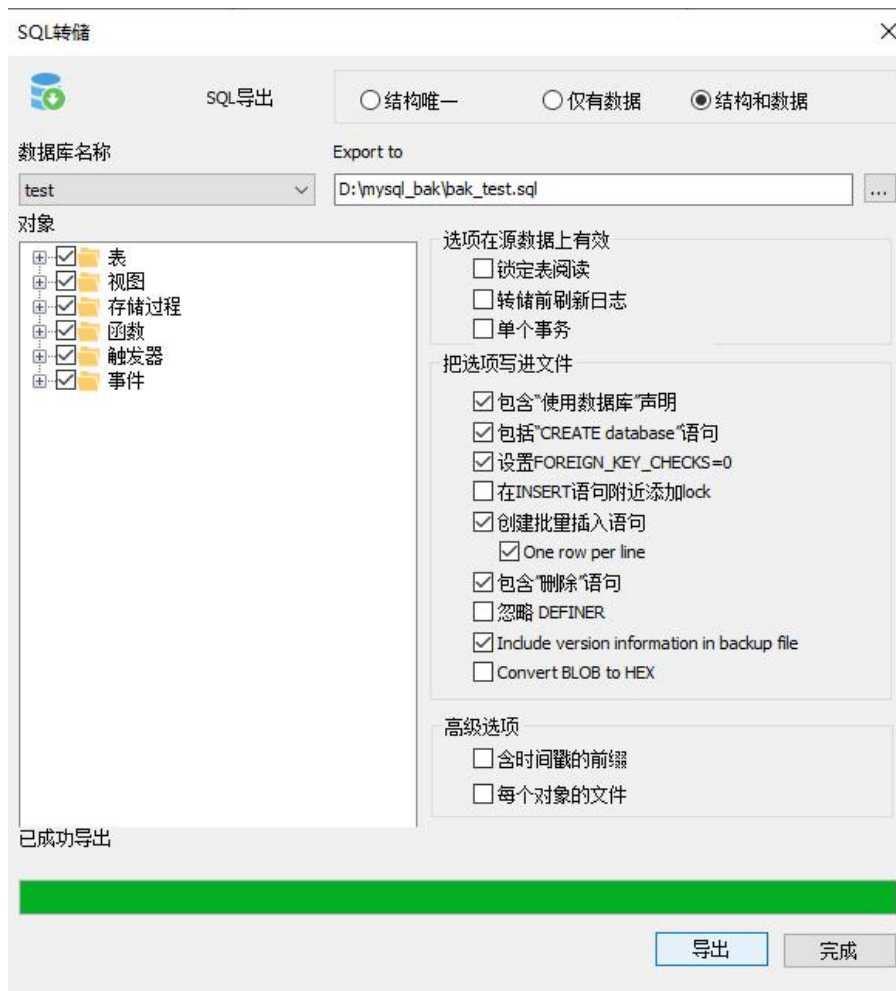 SQL转储
SQL导出
结构唯一
仅有数据
结构和数据
数据库名称
Export to
test
D:\mysql_bak\bak_test.sql
...
对象
表
视图
存储过程
函数
触发器
事件
选项在源数据上有效
锁定表阅读
转储前刷新日志
单个事务
把选项写进文件
包含“使用数据库”声明
包括“CREATE database”语句
设置FOREIGN_KEY_CHECKS=0
在INSERT语句附近添加lock
创建批量插入语句
One row per line
包含“删除”语句
忽略 DEFINER
Include version information in backup file
Convert BLOB to HEX
高级选项
含时间戳的前缀
每个对象的文件
已成功导出
导出
完成